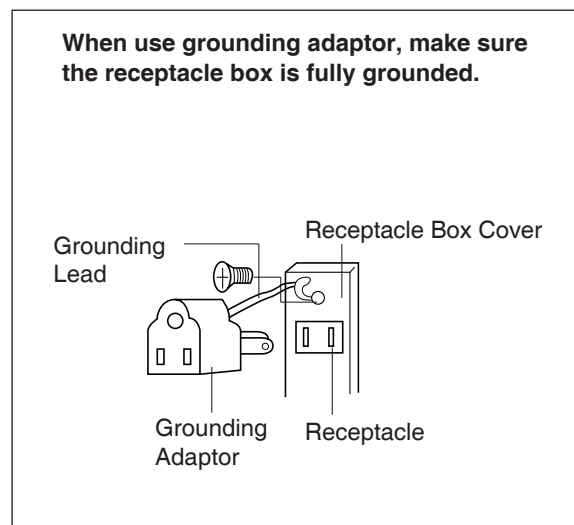 When use grounding adaptor, make sure
the receptacle box is fully grounded.
Receptacle Box Cover
Grounding
Lead
Grounding
Adaptor
Receptacle